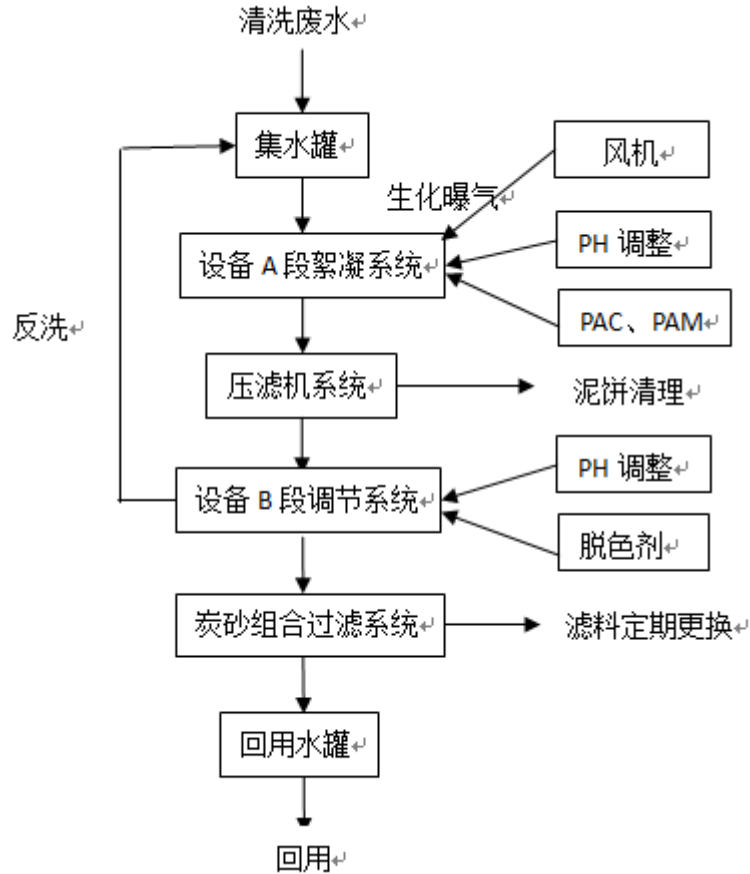 清洗废水
集水罐
风机
生化曝气
设备 A 段絮凝系统
PH 调整
PAC、PAM
反洗
压滤机系统
泥饼清理
PH 调整
设备 B 段调节系统
脱色剂
炭砂组合过滤系统
滤料定期更换
回用水罐
回用